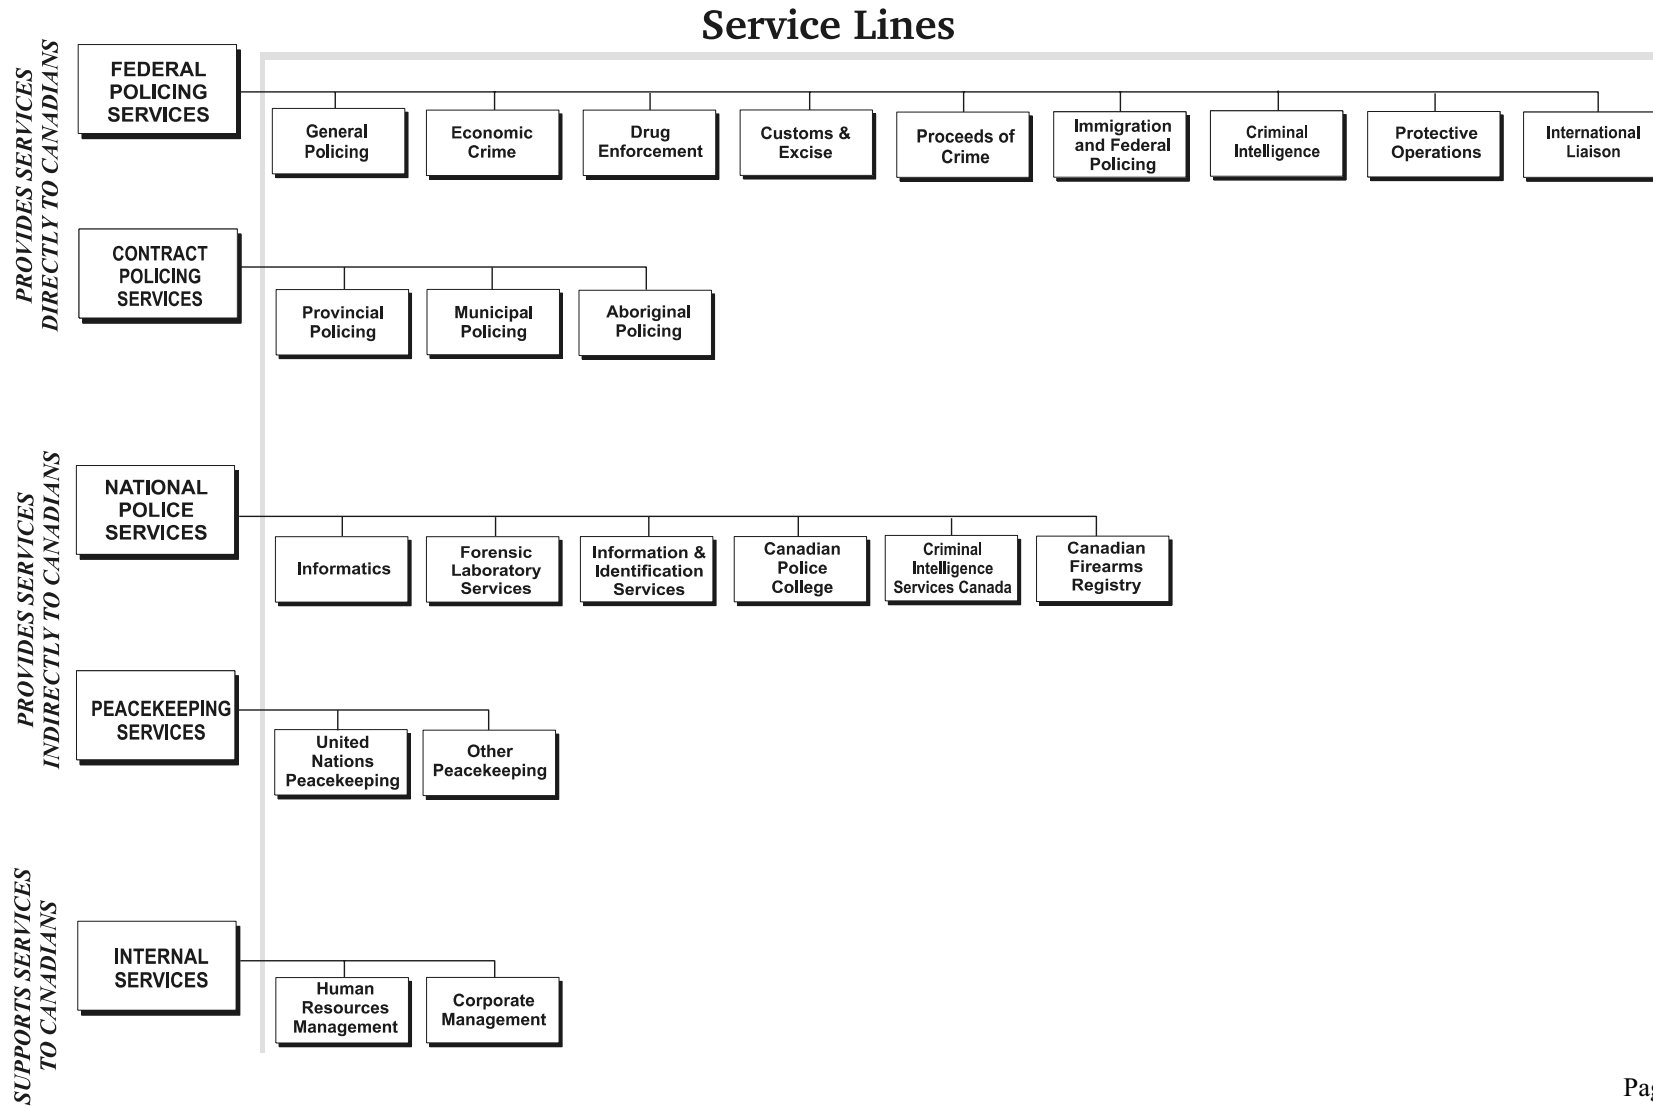 Service Lines
PROVIDES SERVICES
DIRECTLY TO CANADIANS
FEDERAL
POLICING
SERVICES
General
Policing
Economic
Crime
Drug
Enforcement
Customs &
Excise
Proceeds of
Crime
Immigration
and Federal
Policing
Criminal
Intelligence
Protective
Operations
International
Liaison
CONTRACT
POLICING
SERVICES
Provincial
Policing
Municipal
Policing
Aboriginal
Policing
PROVIDES SERVICES
INDIRECTLY TO CANADIANS
NATIONAL
POLICE
SERVICES
Informatics
Forensic
Laboratory
Services
Information &
Identification
Services
Canadian
Police
College
Criminal
Intelligence
Services Canada
Canadian
Firearms
Registry
PEACEKEEPING
SERVICES
United
Nations
Peacekeeping
Other
Peacekeeping
SUPPORTS SERVICES
TO CANADIANS
INTERNAL
SERVICES
Human
Resources
Management
Corporate
Management